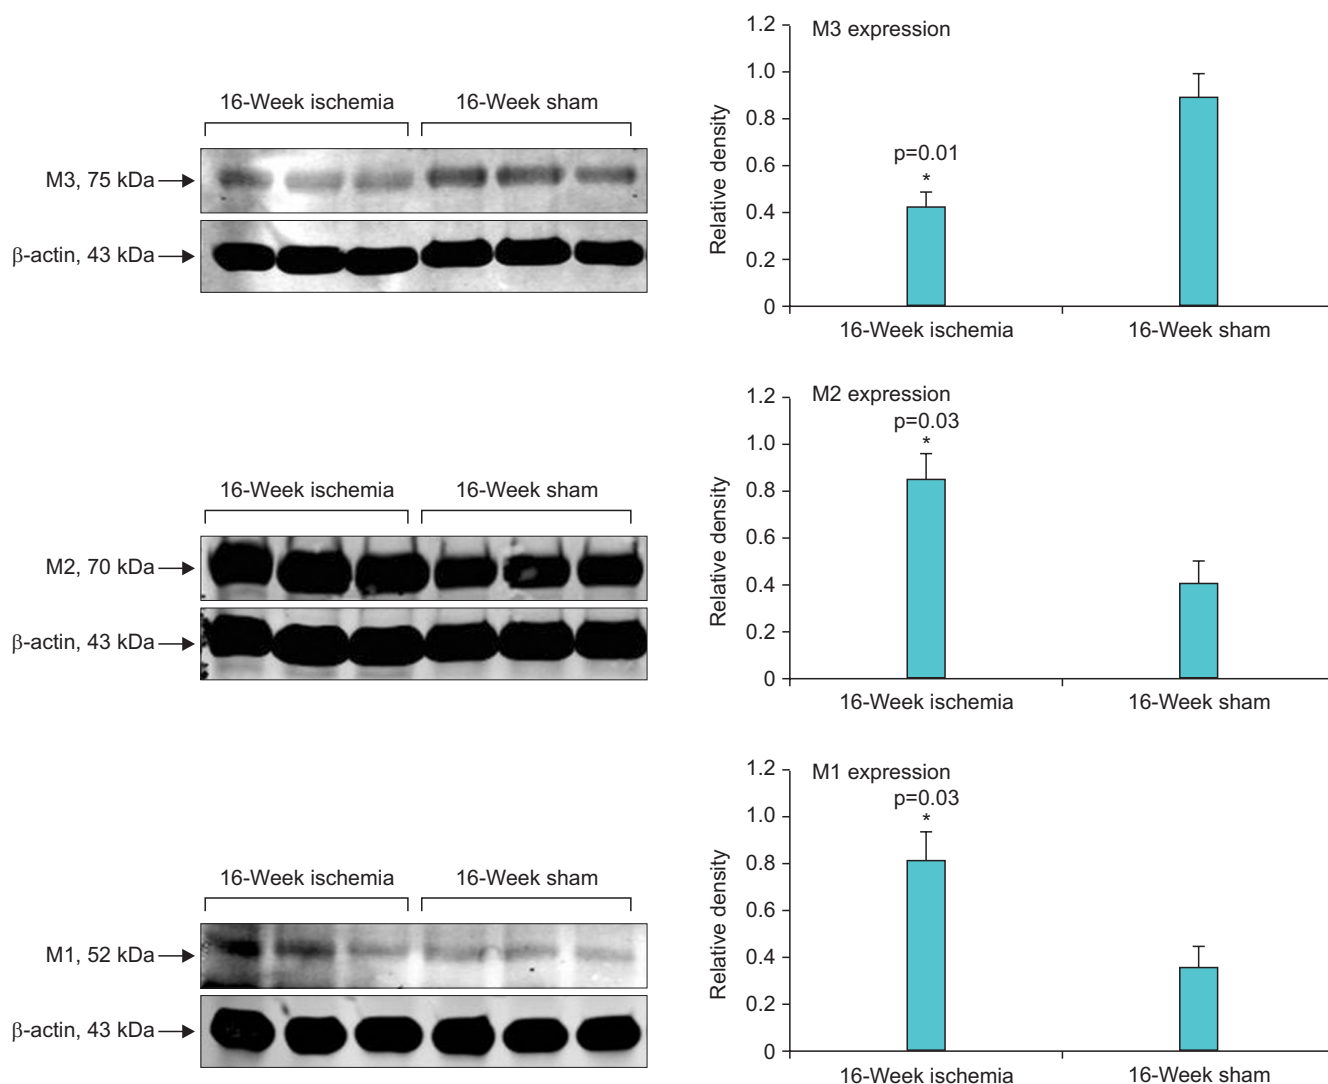 16-Week ischemia 16-Week sham
M3, 75 kDa
β-actin, 43 kDa
1.2
M3 expression
1.0
0.8
p=0.01
0.6
*
0.4
0.2
0
Relative density
16-Week ischemia 16-Week sham
16-Week ischemia 16-Week sham
M2, 70 kDa
β-actin, 43 kDa
1.2
M2 expression
p=0.03
1.0
*
0.8
0.6
0.4
0.2
0
Relative density
16-Week ischemia 16-Week sham
16-Week ischemia 16-Week sham
M1, 52 kDa
β-actin, 43 kDa
1.2
M1 expression
p=0.03
1.0
*
0.8
0.6
0.4
0.2
0
Relative density
16-Week ischemia 16-Week sham